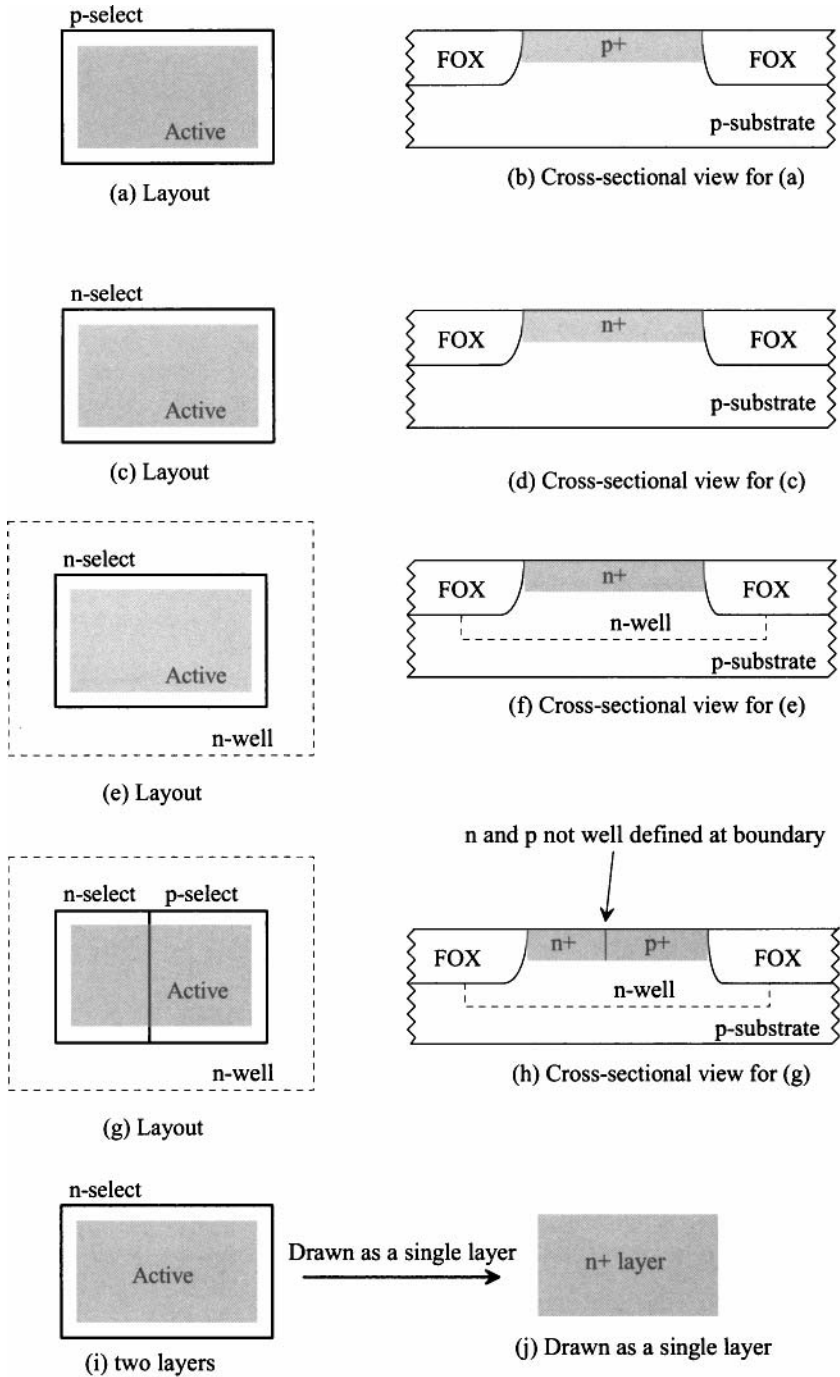 p-select
Active
(a) Layout
FOX
p+
FOX
p-substrate
(b) Cross-sectional view for (a)
n-select
Active
(c) Layout
FOX
n+
FOX
p-substrate
(d) Cross-sectional view for (c)
n-select
Active
n-well
(e) Layout
FOX
n+
FOX
n-well
p-substrate
(f) Cross-sectional view for (e)
n-select
p-select
Active
n-well
(g) Layout
n and p not well defined at boundary
FOX
n+
p+
FOX
n-well
p-substrate
(h) Cross-sectional view for (g)
n-select
Active
(i) two layers
Drawn as a single layer
n+ layer
(j) Drawn as a single layer